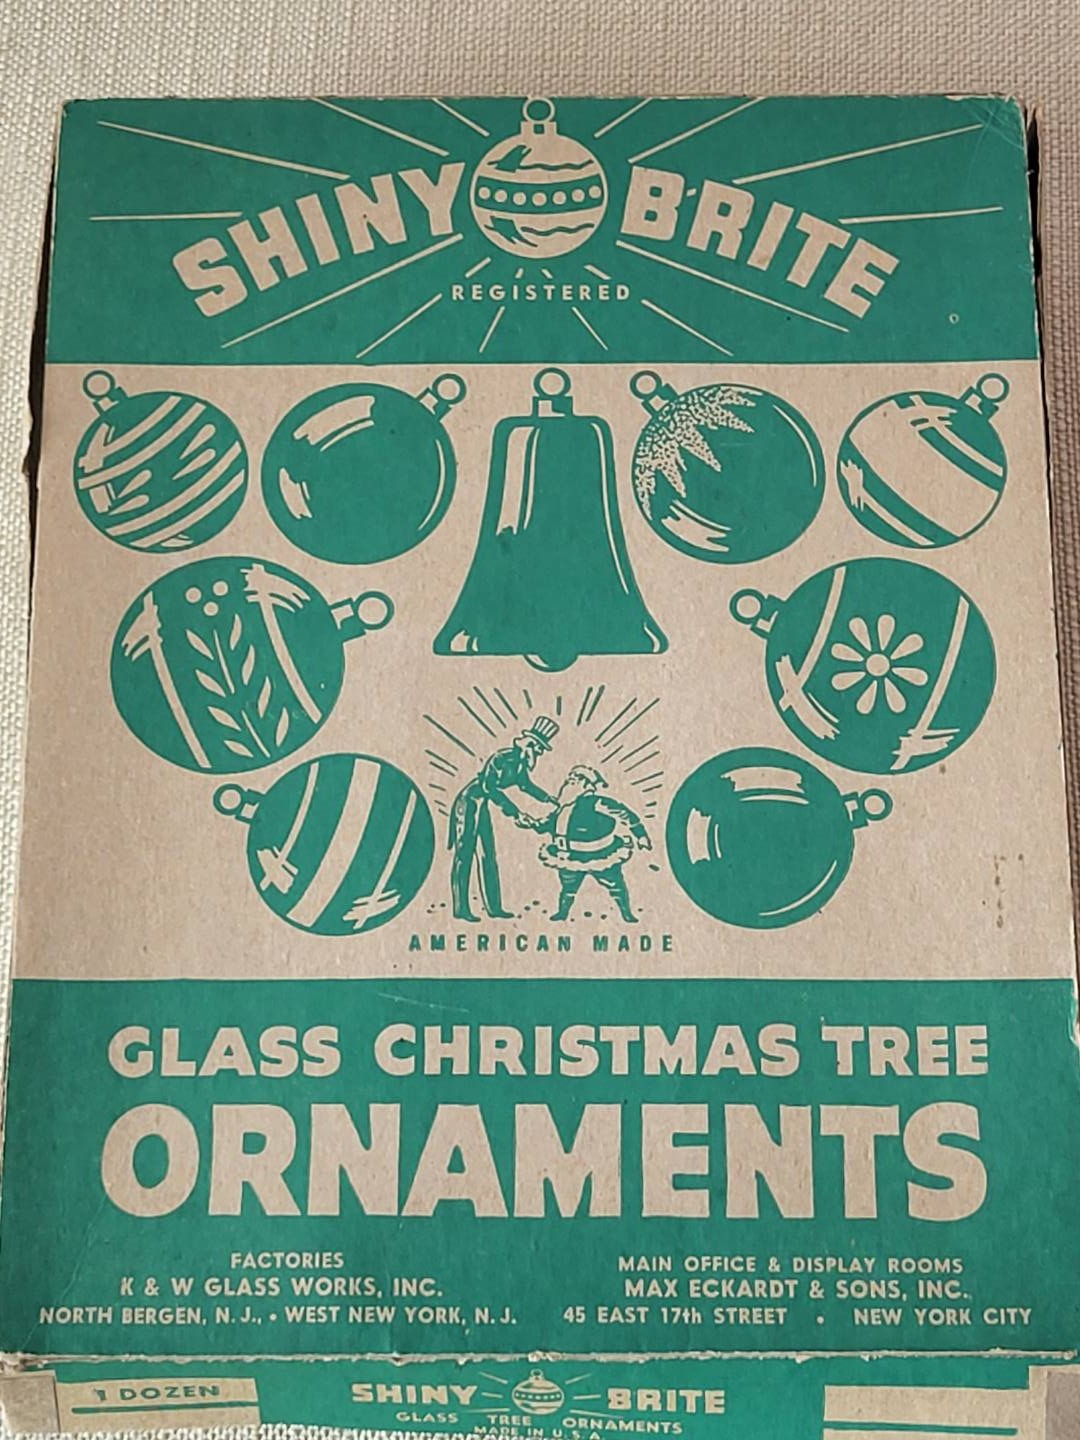 SHINY BRITE
REGISTERED
AMERICAN MADE
GLASS CHRISTMAS TREE
ORNAMENTS
FACTORIES
K & W GLASS WORKS, INC.
NORTH BERGEN, N. J., • WEST NEW YORK, N. J.
MAIN OFFICE & DISPLAY ROOMS
MAX ECKARDT & SONS, INC.
45 EAST 17th STREET • NEW YORK CITY
1 DOZEN
SHINY BRITE
GLASS TREE ORNAMENTS
MADE IN U.S.A.